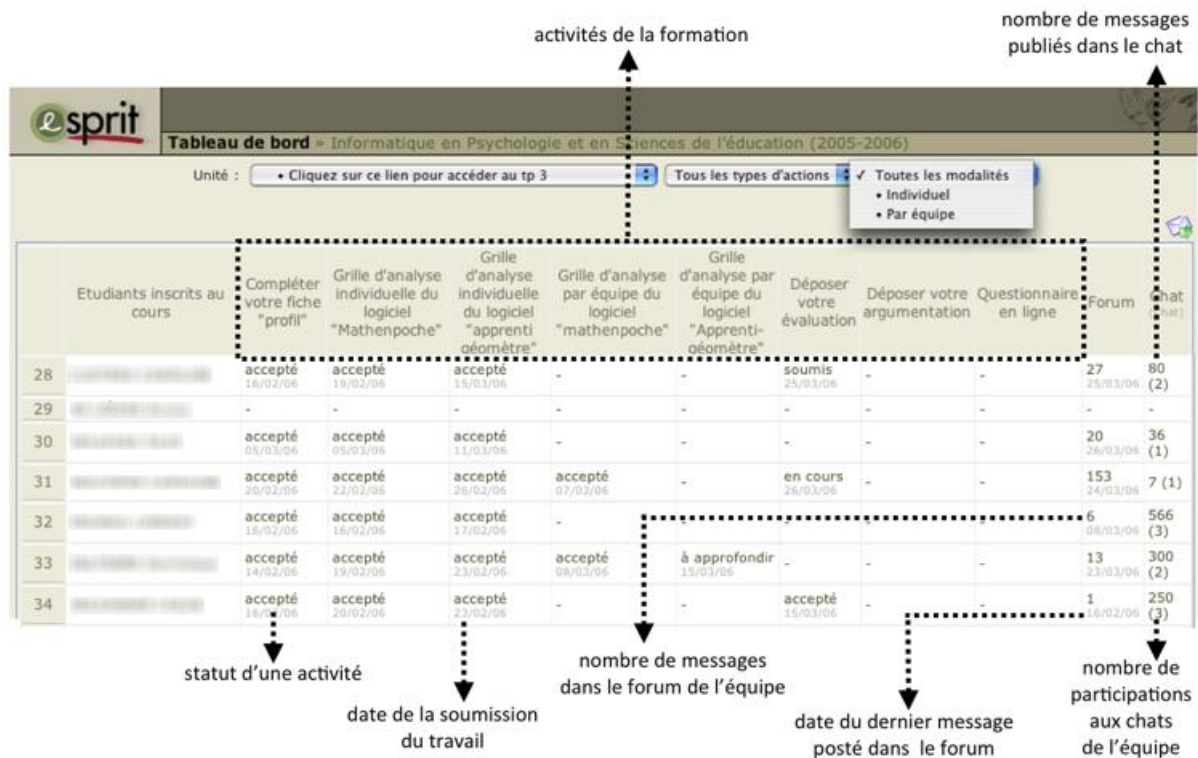 activités de la formation
nombre de messages
publiés dans le chat
esprit
Tableau de bord » Informatique en Psychologie et en Sciences de l'éducation (2005-2006)
Unité : • Cliquez sur ce lien pour accéder au tp 3 Tous les types d'actions ✓ Toutes les modalités
• Individuel
• Par équipe
Etudiants inscrits au
cours
Compléter
votre fiche
"profil"
Grille d'analyse
individuelle du
logiciel
"Mathenpoche"
Grille
d'analyse
individuelle
du logiciel
"apprenti
géomètre"
Grille d'analyse
par équipe du
logiciel
"mathenpoche"
Grille
d'analyse par
équipe du
logiciel
"Apprenti-
géomètre"
Déposer
votre
évaluation
Déposer votre
argumentation
Questionnaire
en ligne
Forum
Chat
(chat)
28 accepté accepté accepté - - soumis - - 27 80
16/02/06 19/02/06 15/03/06 25/03/06 25/03/06 (2)
29 - - - - - - - - - -
30 accepté accepté accepté - - - - - 20 36
05/03/06 05/03/06 11/03/06 26/03/06 (1)
31 accepté accepté accepté accepté - en cours - - 153 7 (1)
20/02/06 22/02/06 26/02/06 07/03/06 26/03/06 24/03/06
32 accepté accepté accepté - - - - - 6 566
16/02/06 16/02/06 17/02/06 08/03/06 (3)
33 accepté accepté accepté accepté à approfondir - - - 13 300
14/02/06 19/02/06 23/02/06 08/03/06 15/03/06 23/03/06 (2)
34 accepté accepté accepté - - accepté - - 1 250
16/02/06 20/02/06 23/02/06 15/03/06 16/02/06 (3)
statut d'une activité
date de la soumission
du travail
nombre de messages
dans le forum de l'équipe
date du dernier message
posté dans le forum
nombre de
participations
aux chats
de l'équipe